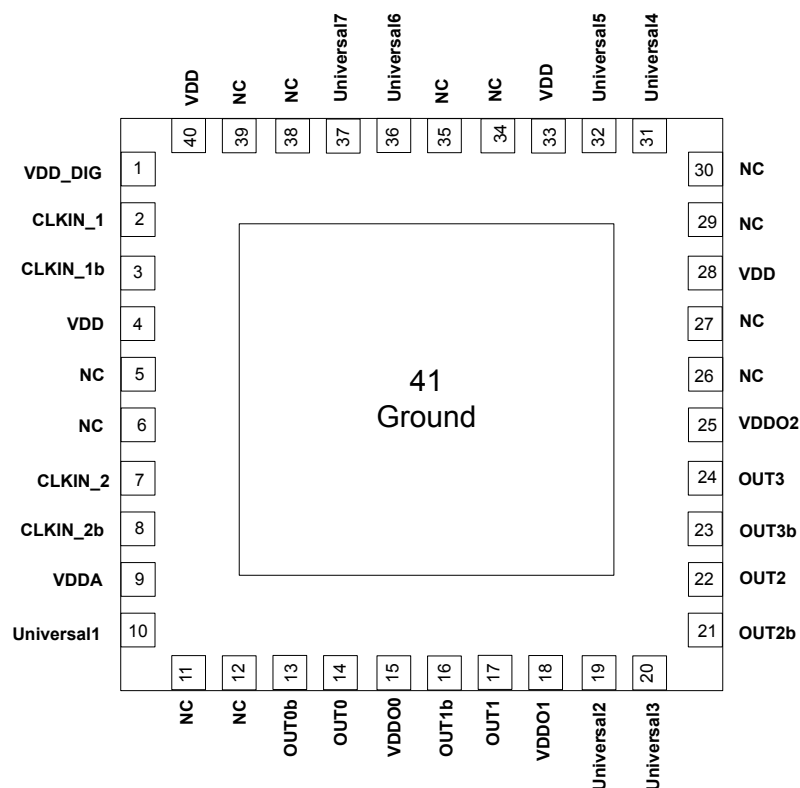 VDD
NC
NC
Universal7
Universal6
NC
NC
VDD
Universal5
Universal4
40
39
38
37
36
35
34
33
32
31
VDD_DIG 1
CLKIN_1 2
CLKIN_1b 3
VDD 4
NC 5
NC 6
CLKIN_2 7
CLKIN_2b 8
VDDA 9
Universal1 10
41
Ground
30 NC
29 NC
28 VDD
27 NC
26 NC
25 VDDO2
24 OUT3
23 OUT3b
22 OUT2
21 OUT2b
11
12
13
14
15
16
17
18
19
20
NC
NC
OUT0b
OUT0
VDDO0
OUT1b
OUT1
VDDO1
Universal2
Universal3